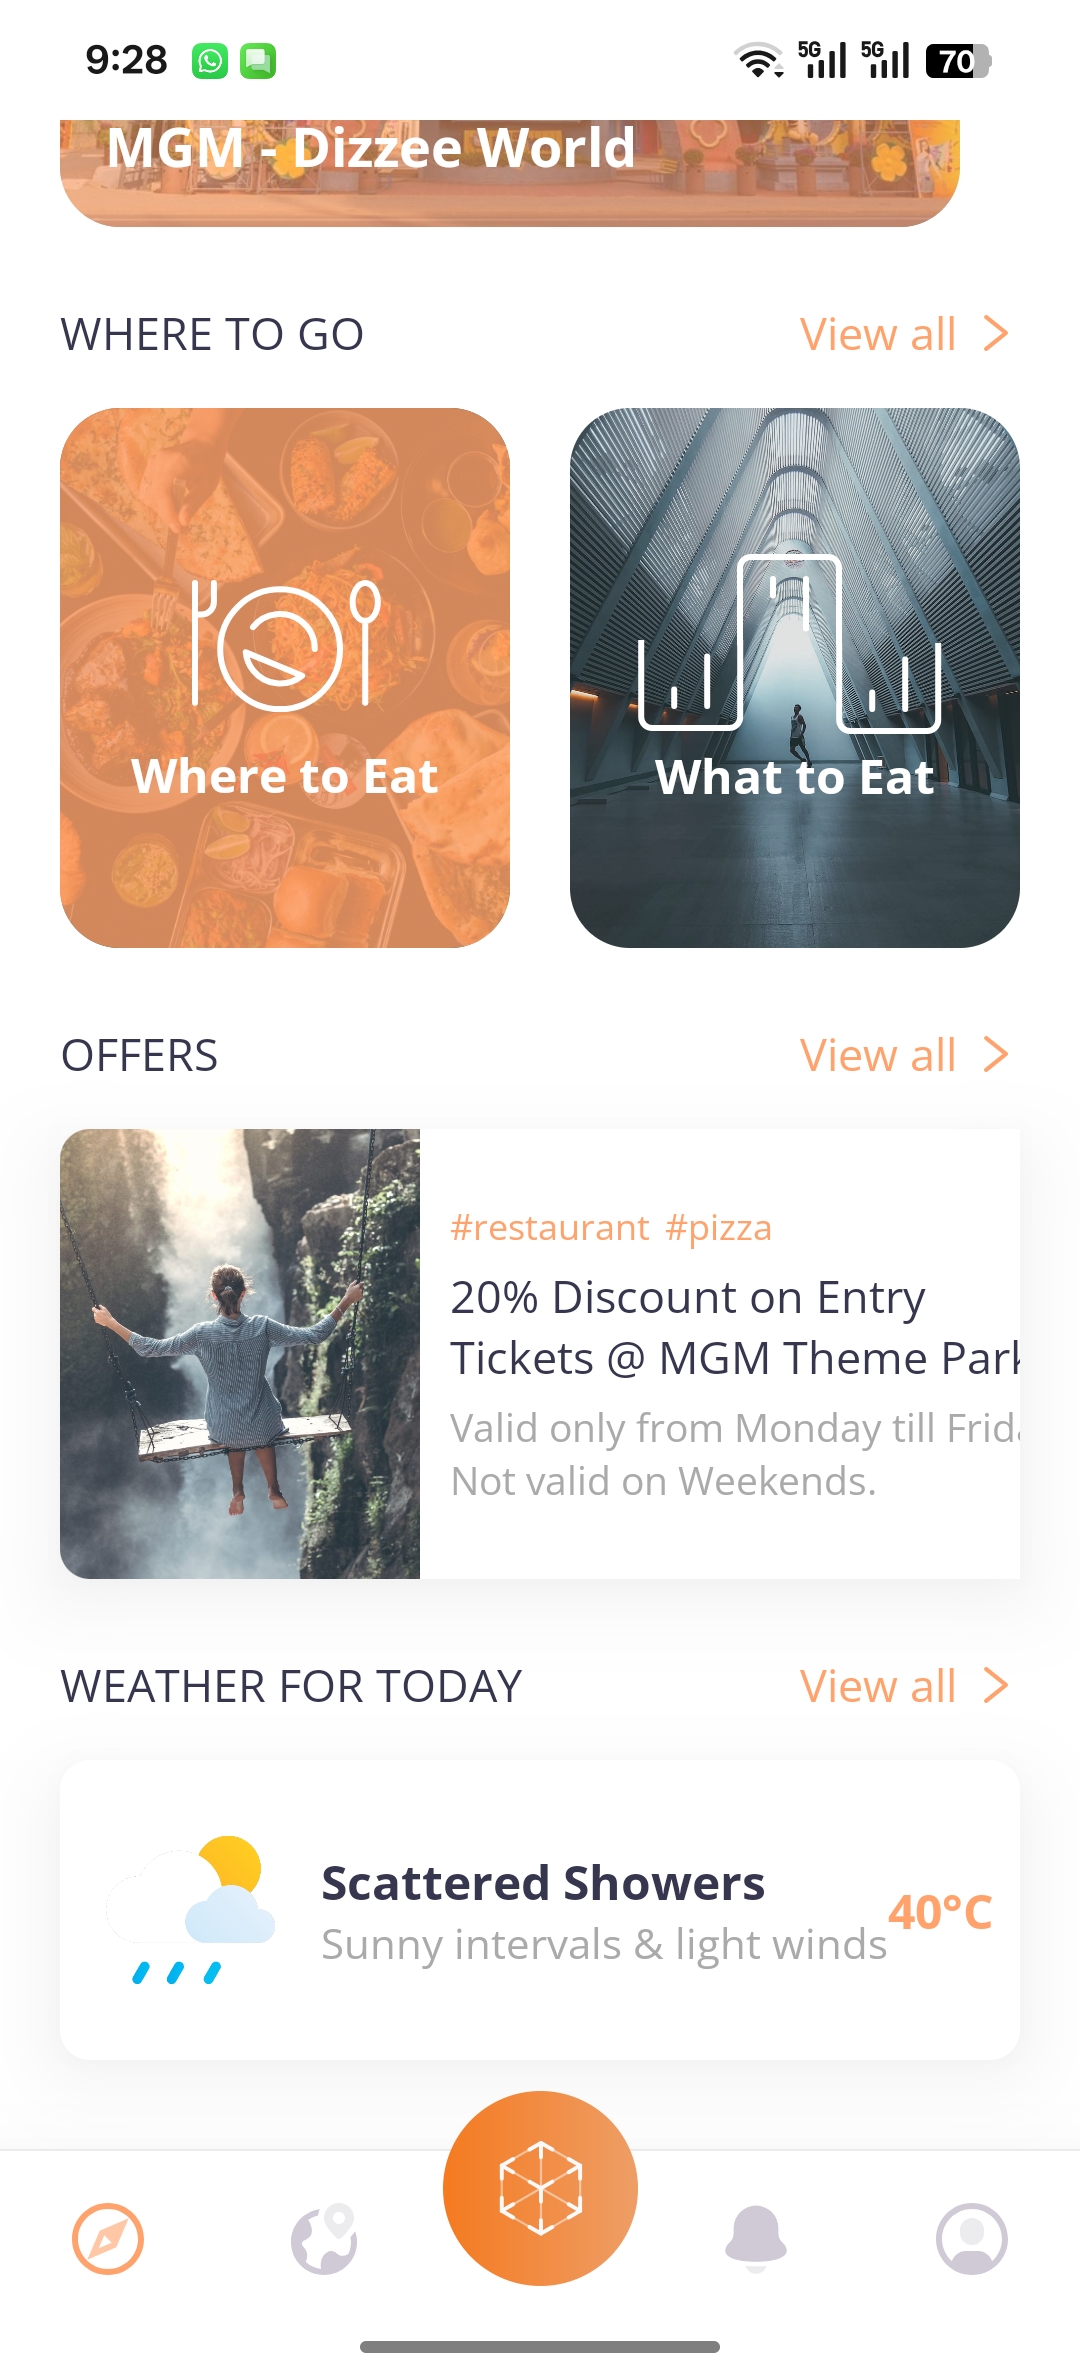 9:28
5G 5G 70
MGM - Dizzee World
WHERE TO GO
View all
Where to Eat
What to Eat
OFFERS
View all
#restaurant #pizza
20% Discount on Entry
Tickets @ MGM Theme Park
Valid only from Monday till Frida
Not valid on Weekends.
WEATHER FOR TODAY
View all
Scattered Showers
Sunny intervals & light winds
40°C